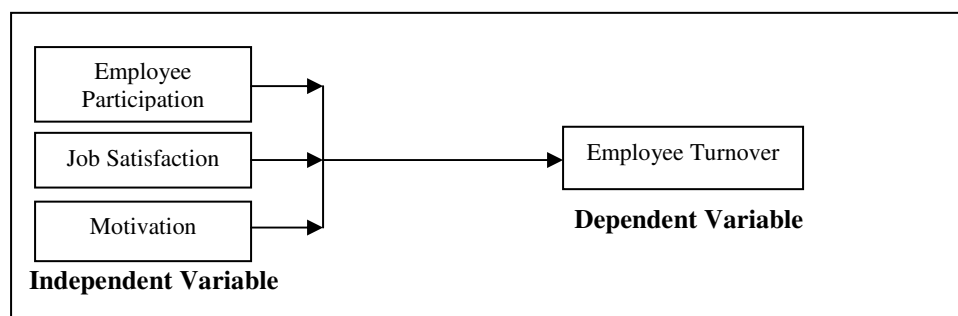 Employee
Participation
Job Satisfaction
Motivation
Independent Variable
Employee Turnover
Dependent Variable